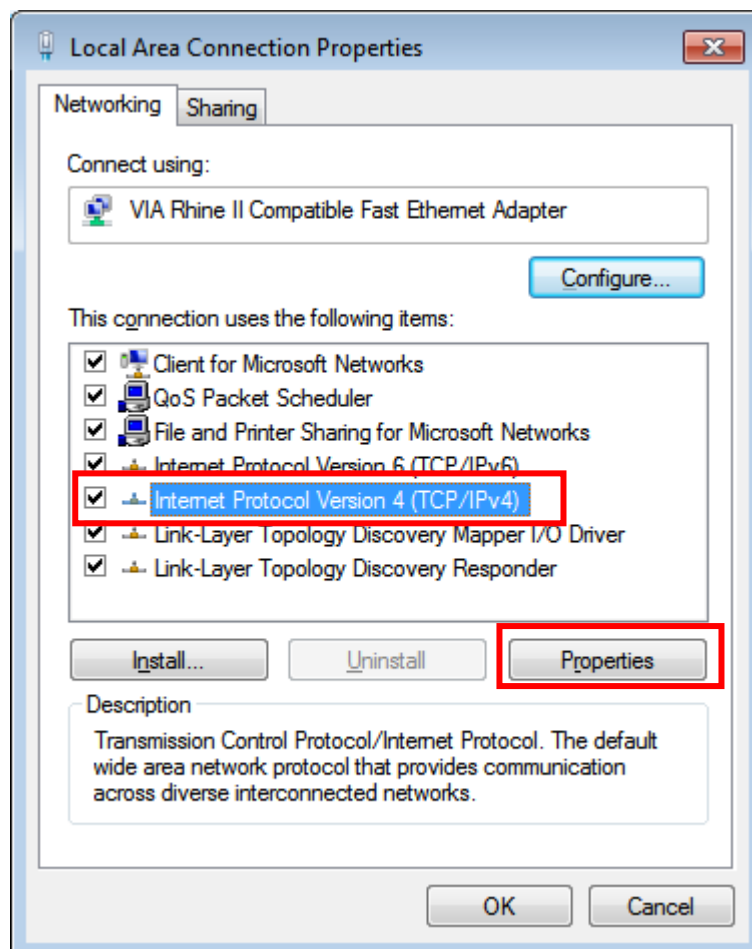 Local Area Connection Properties
Networking
Sharing
Connect using:
VIA Rhine II Compatible Fast Ethernet Adapter
Configure...
This connection uses the following items:
Client for Microsoft Networks
QoS Packet Scheduler
File and Printer Sharing for Microsoft Networks
Internet Protocol Version 6 (TCP/IPv6)
Internet Protocol Version 4 (TCP/IPv4)
Link-Layer Topology Discovery Mapper I/O Driver
Link-Layer Topology Discovery Responder
Install...
Uninstall
Properties
Description
Transmission Control Protocol/Internet Protocol. The default
wide area network protocol that provides communication
across diverse interconnected networks.
OK
Cancel